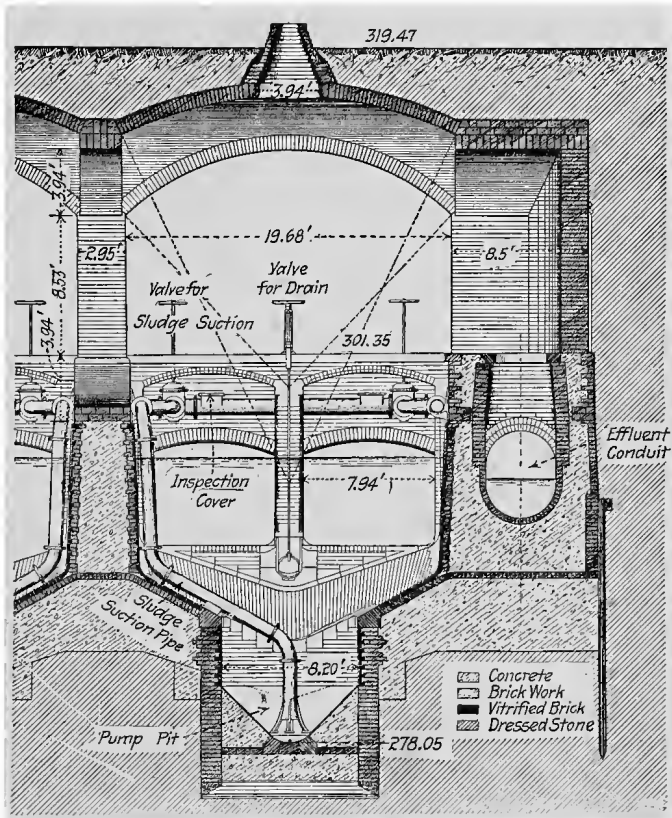 319.47
3.94'
3.94'
19.68'
2.95'
8.5'
8.53'
Valve for
Sludge Suction
Valve
for Drain
3.94'
301.35
Effluent
Conduit
Inspection
Cover
7.94'
Sludge
Suction Pipe
8.20'
Pump Pit
278.05
Concrete
Brick Work
Vitrified Brick
Dressed Stone